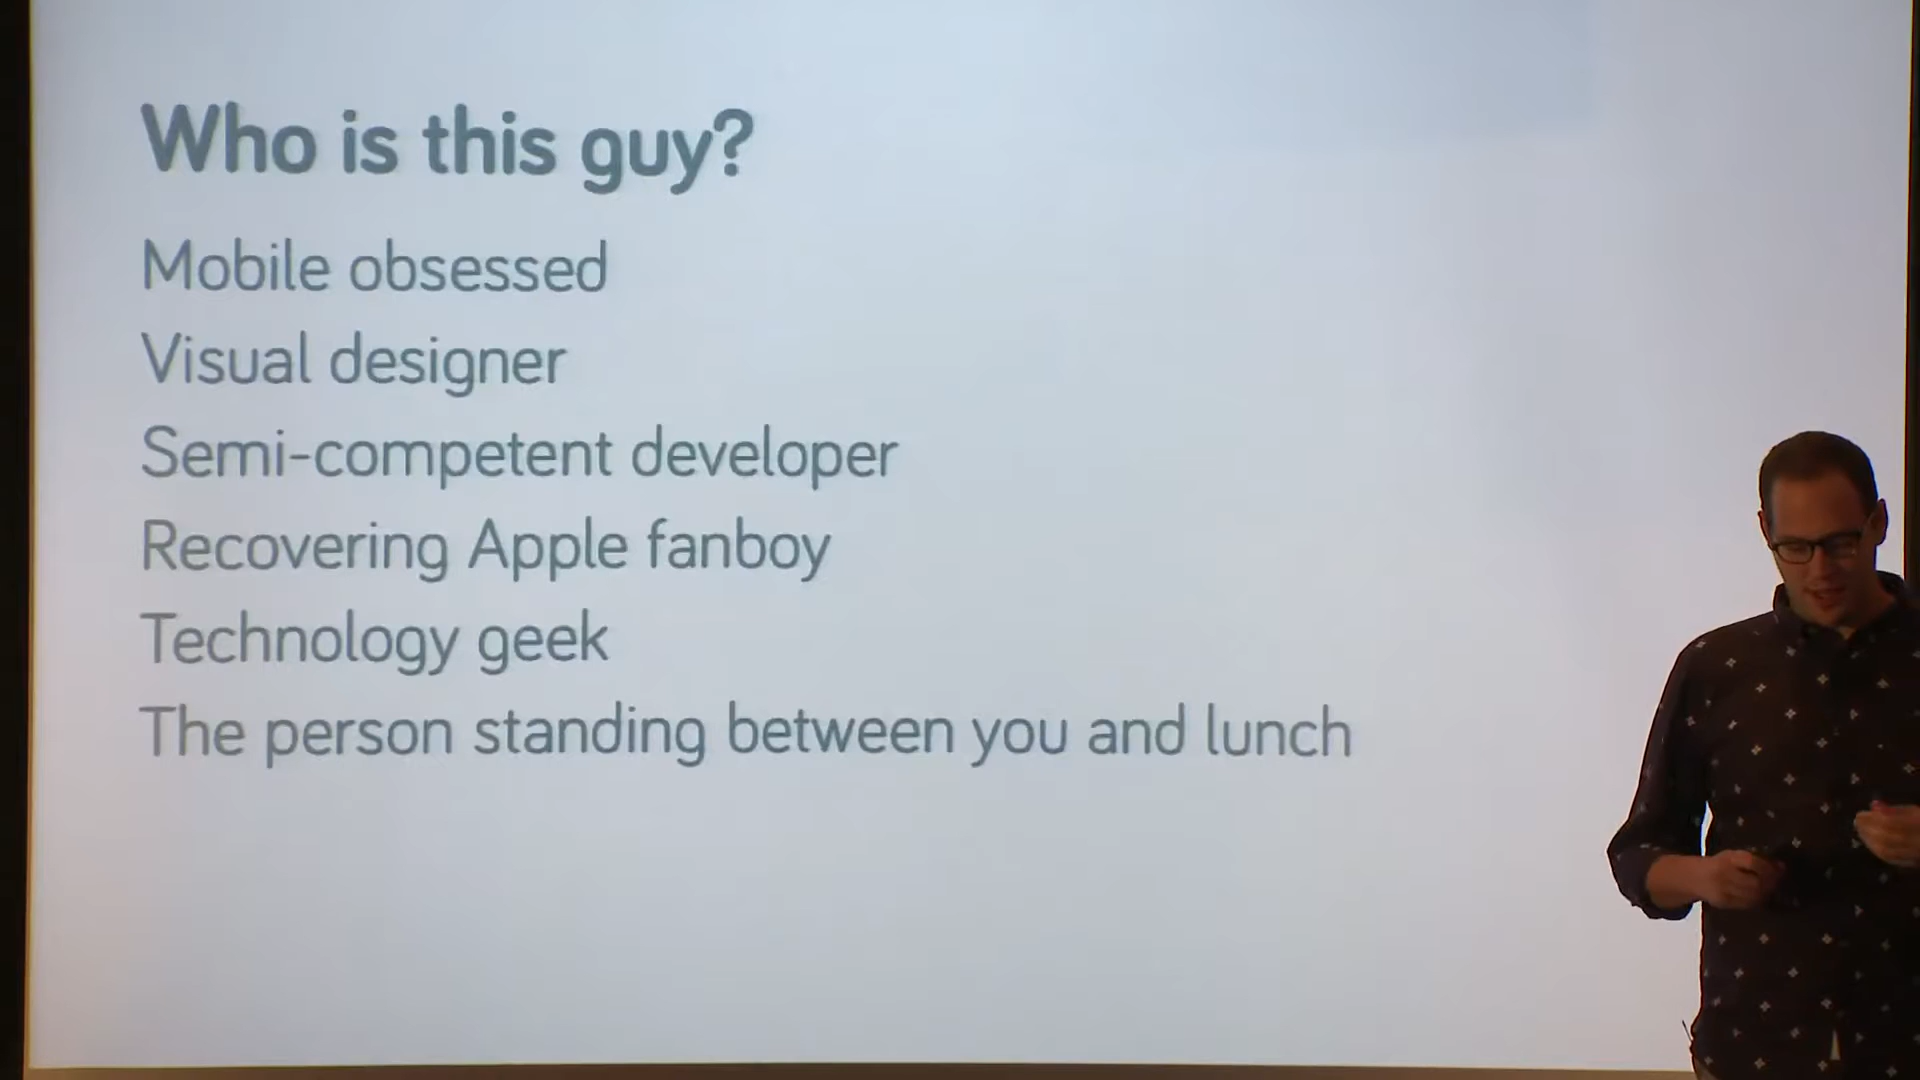 Who is this guy?
Mobile obsessed
Visual designer
Semi-competent developer
Recovering Apple fanboy
Technology geek
The person standing between you and lunch